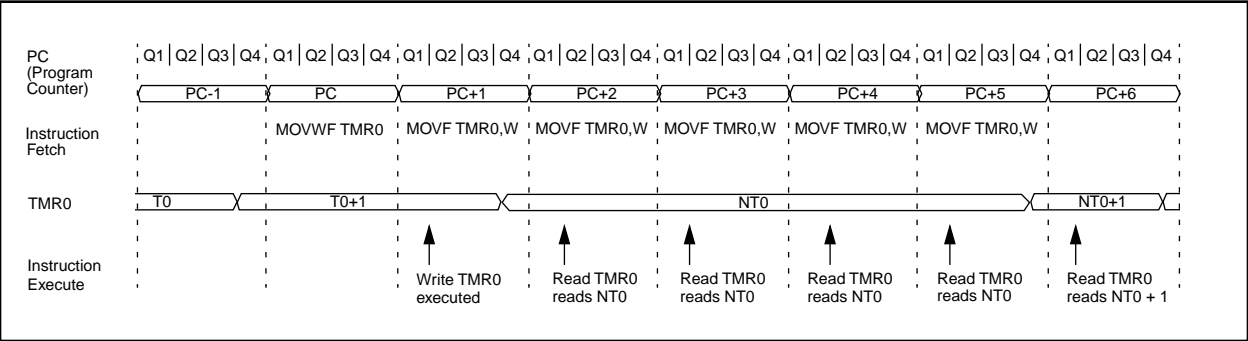 PC
(Program
Counter)
Q1 Q2 Q3 Q4 Q1 Q2 Q3 Q4 Q1 Q2 Q3 Q4 Q1 Q2 Q3 Q4 Q1 Q2 Q3 Q4 Q1 Q2 Q3 Q4 Q1 Q2 Q3 Q4 Q1 Q2 Q3 Q4
PC-1 PC PC+1 PC+2 PC+3 PC+4 PC+5 PC+6
Instruction
Fetch
MOVWF TMR0 MOVF TMR0,W MOVF TMR0,W MOVF TMR0,W MOVF TMR0,W MOVF TMR0,W
TMR0
T0 T0+1 NT0 NT0+1
Instruction
Execute
Write TMR0
executed
Read TMR0
reads NT0
Read TMR0
reads NT0
Read TMR0
reads NT0
Read TMR0
reads NT0
Read TMR0
reads NT0 + 1